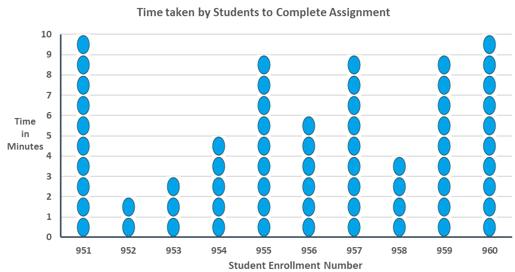 Time taken by Students to Complete Assignment
10
9
8
7
6
5
4
3
2
1
0
Time
in
Minutes
951 952 953 954 955 956 957 958 959 960
Student Enrollment Number